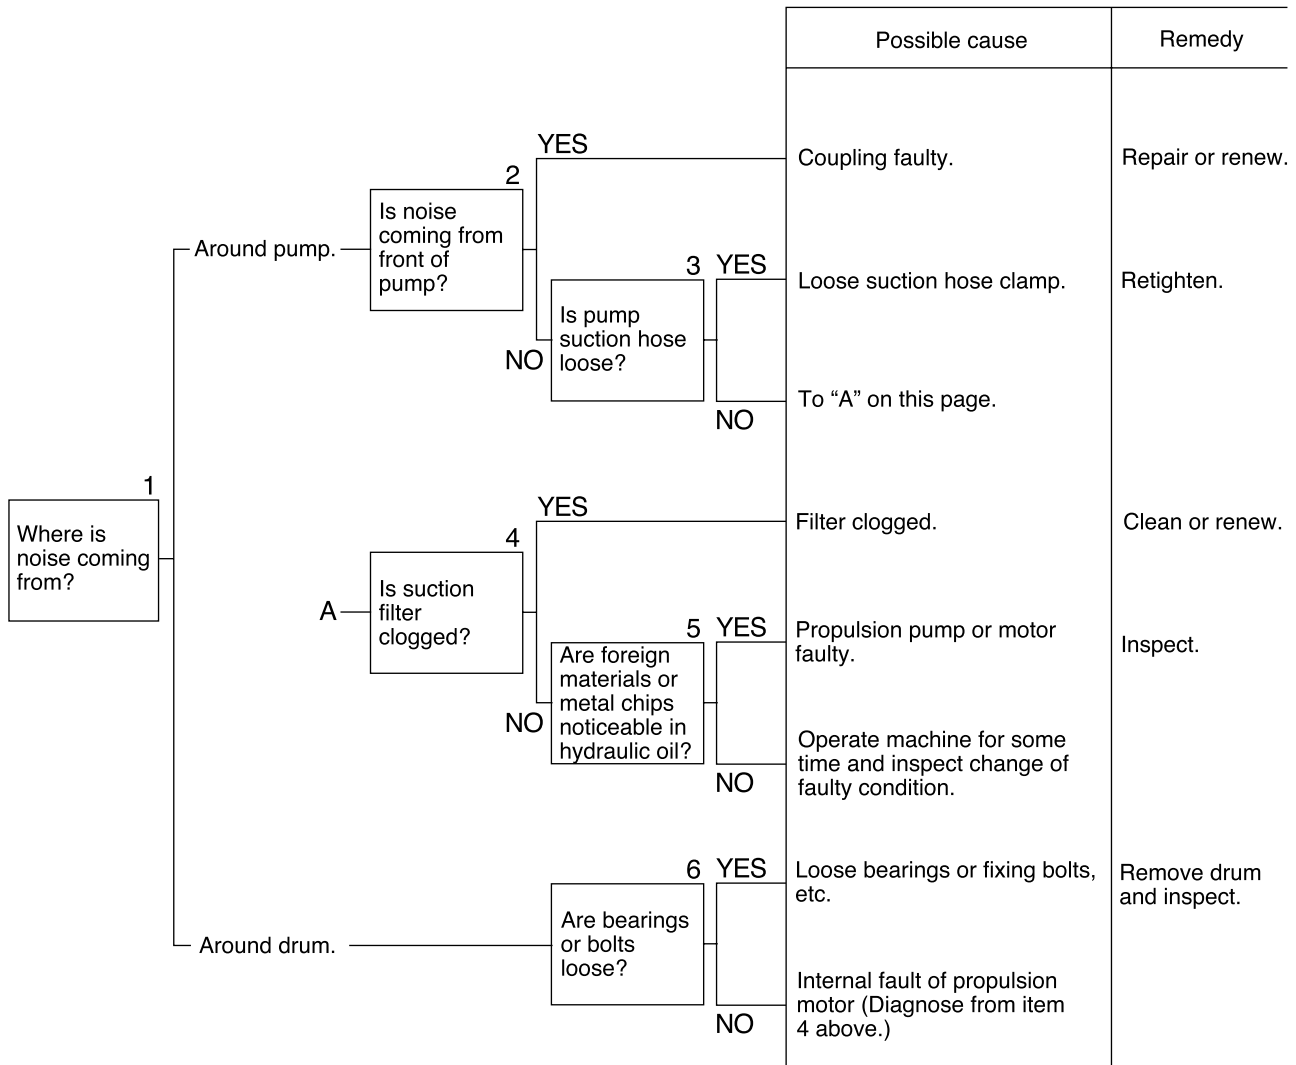 Possible cause
Remedy
YES
Coupling faulty.
Repair or renew.
2
Is noise
coming from
front of
pump?
Around pump.
3
YES
Loose suction hose clamp.
Retighten.
Is pump
suction hose
loose?
NO
To “A” on this page.
NO
1
Where is
noise coming
from?
YES
Filter clogged.
Clean or renew.
4
Is suction
filter
clogged?
A
5
YES
Propulsion pump or motor
faulty.
Inspect.
Are foreign
materials or
metal chips
noticeable in
hydraulic oil?
NO
Operate machine for some
time and inspect change of
faulty condition.
NO
6
YES
Loose bearings or fixing bolts,
etc.
Remove drum
and inspect.
Are bearings
or bolts
loose?
Around drum.
Internal fault of propulsion
motor (Diagnose from item
4 above.)
NO